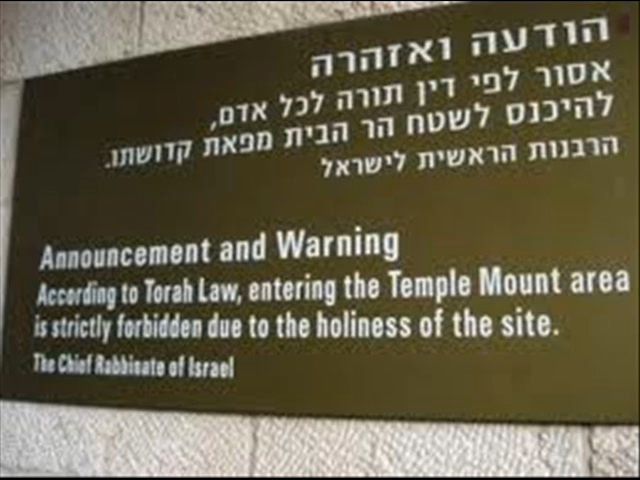 הודעה ואזהרה
אסור לפי דין תורה לכל אדם,
להיכנס לשטח הר הבית מפאת קדושתו.
הרבנות הראשית לישראל
Announcement and Warning
According to Torah Law, entering the Temple Mount area
is strictly forbidden due to the holiness of the site.
The Chief Rabbinate of Israel